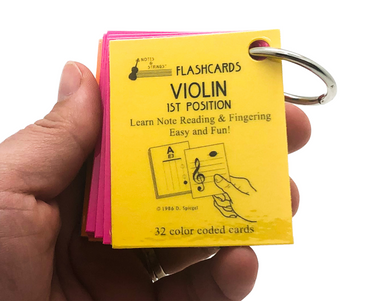 NOTES
& STRINGS
FLASHCARDS
VIOLIN
1ST POSITION
Learn Note Reading & Fingering
Easy and Fun!
A
E3
© 1986 D. Spiegel
32 color coded cards